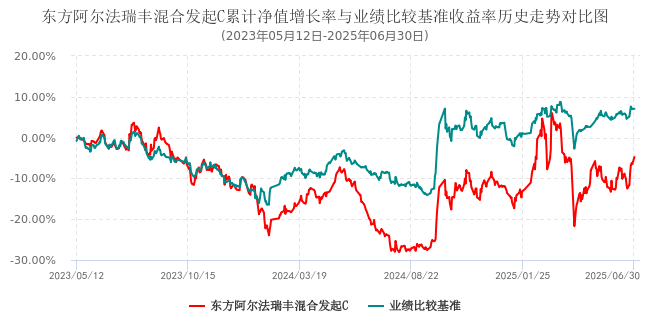 东方阿尔法瑞丰混合发起C累计净值增长率与业绩比较基准收益率历史走势对比图
(2023年05月12日-2025年06月30日)
20.00%
10.00%
0.00%
-10.00%
-20.00%
-30.00%
2023/05/12 2023/10/15 2024/03/19 2024/08/22 2025/01/25 2025/06/30
东方阿尔法瑞丰混合发起C 业绩比较基准